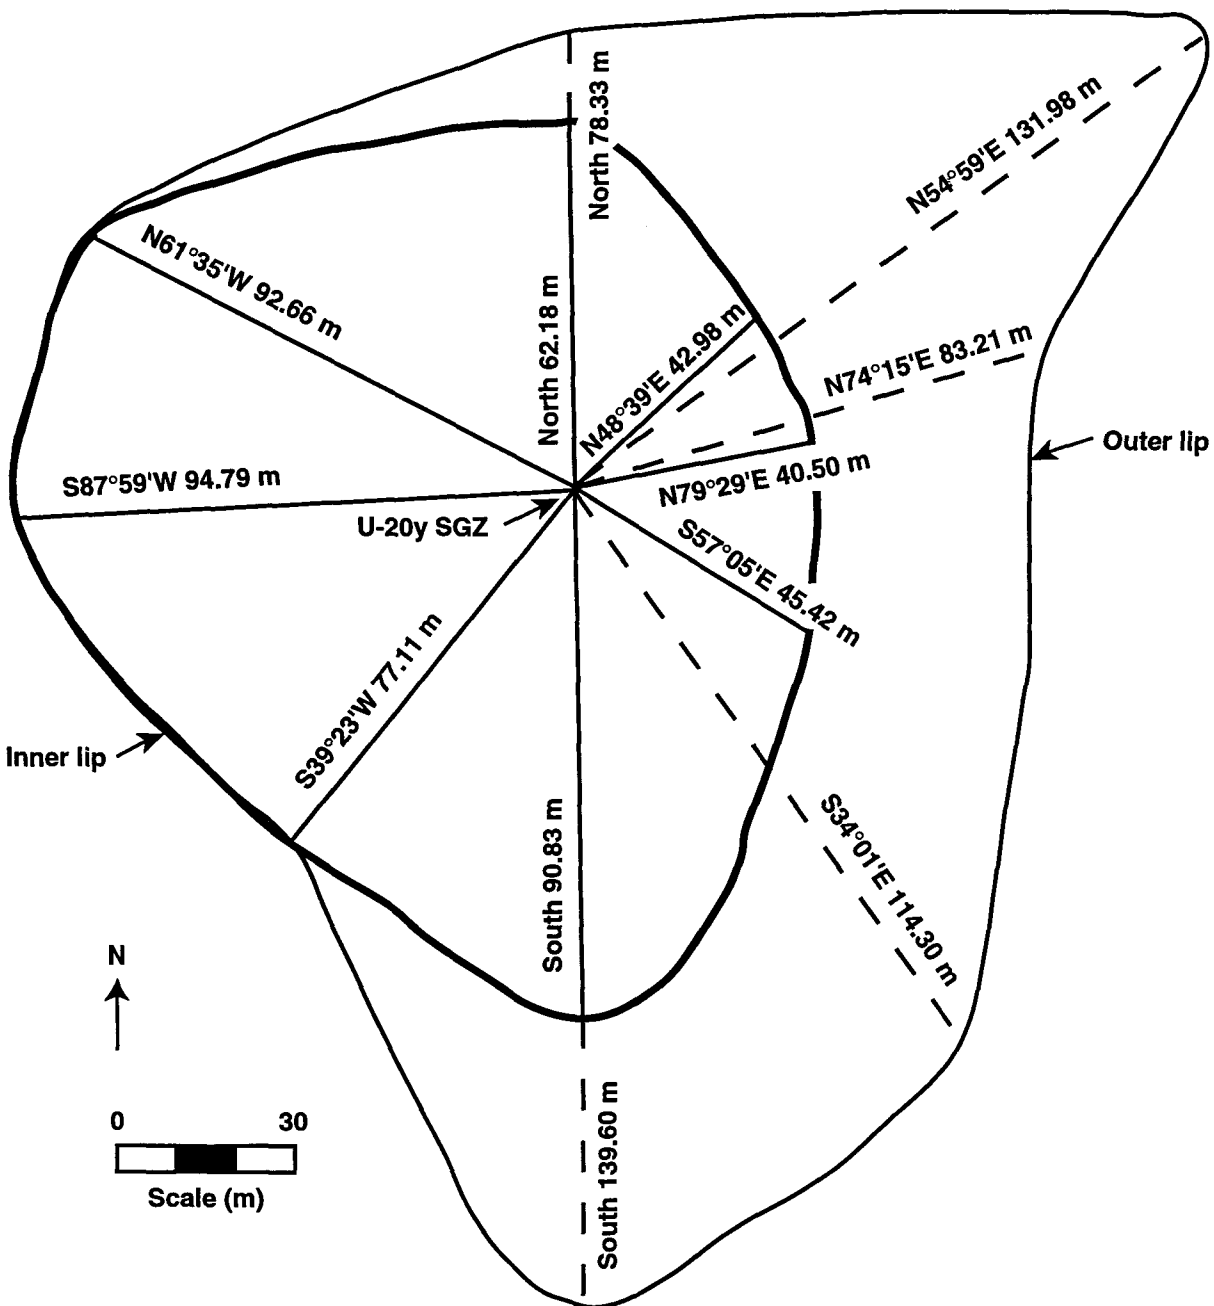 North 78.33 m
N54°59'E 131.98 m
N61°35'W 92.66 m
North 62.18 m
N48°39'E 42.98 m
N74°15'E 83.21 m
Outer lip
S87°59'W 94.79 m
N79°29'E 40.50 m
U-20y SGZ
S57°05'E 45.42 m
S39°23'W 77.11 m
Inner lip
South 90.83 m
S34°01'E 114.30 m
N
0 30
Scale (m)
South 139.60 m